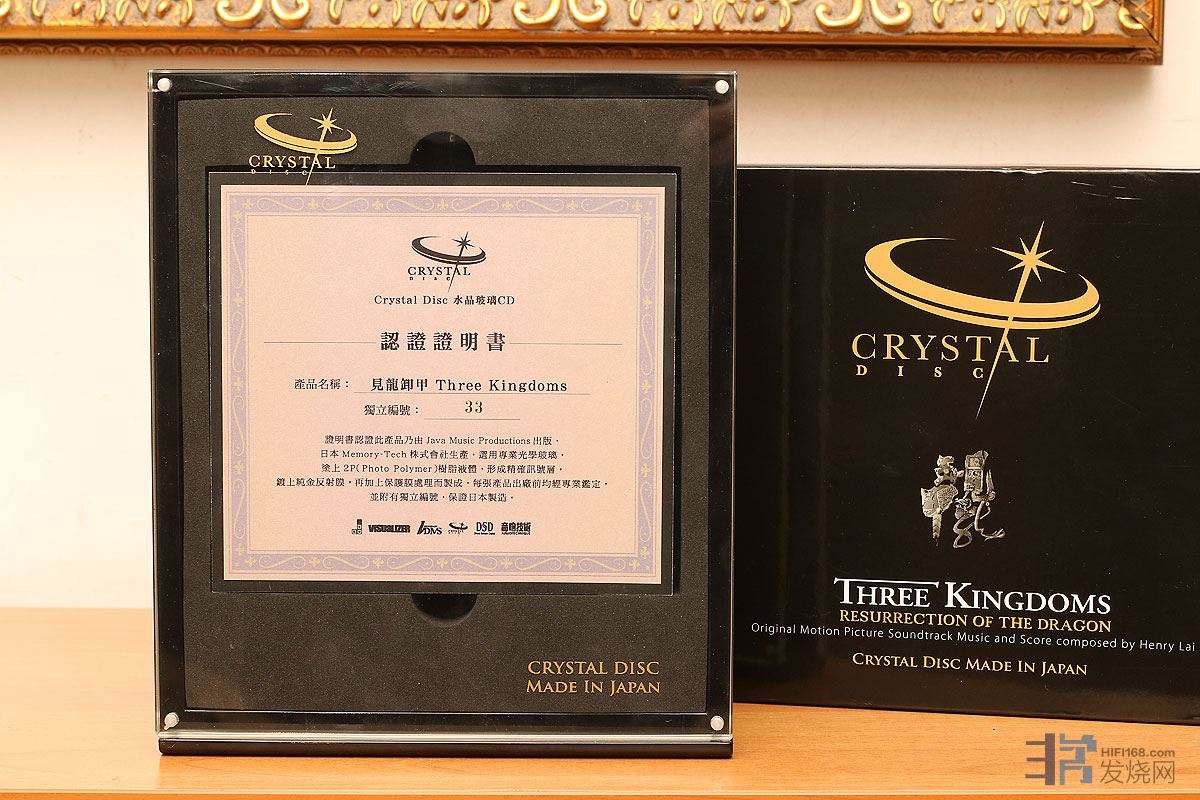 CRYSTAL
DISC
CRYSTAL
DISC
Crystal Disc 水晶玻璃CD
認證證明書
產品名稱： 見龍卸甲 Three Kingdoms
獨立編號： 33
證明書認證此產品乃由 Java Music Productions 出版，
日本 Memory-Tech 株式會社生產，選用專業光學玻璃，
塗上 2P( Photo Polymer )樹脂液體，形成精確訊號層，
鍍上純金反射膜，再加上保護膜處理而製成。每張產品出廠前均經專業鑑定，
並附有獨立編號，保證日本製造。
VISUALIZER DMS CRYSTAL DSD 音响技術
CRYSTAL DISC
MADE IN JAPAN
CRYSTAL
DISC
THREE KINGDOMS
RESURRECTION OF THE DRAGON
Original Motion Picture Soundtrack Music and Score composed by Henry Lai
CRYSTAL DISC MADE IN JAPAN
HIFI168.com
发烧网